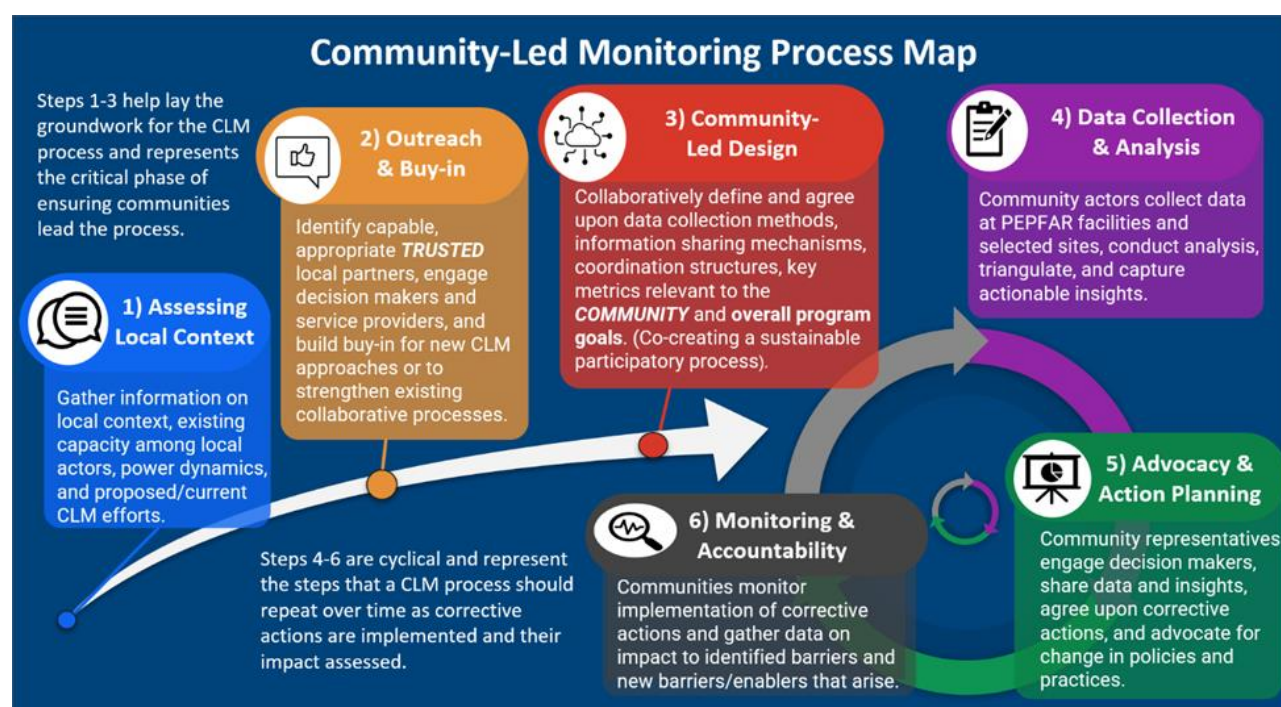 Community-Led Monitoring Process Map
Steps 1-3 help lay the
groundwork for the CLM
process and represents
the critical phase of
ensuring communities
lead the process.
1) Assessing
Local Context
Gather information on
local context, existing
capacity among local
actors, power dynamics,
and proposed/current
CLM efforts.
2) Outreach
& Buy-in
Identify capable,
appropriate TRUSTED
local partners, engage
decision makers and
service providers, and
build buy-in for new CLM
approaches or to
strengthen existing
collaborative processes.
3) Community-
Led Design
Collaboratively define and agree
upon data collection methods,
information sharing mechanisms,
coordination structures, key
metrics relevant to the
COMMUNITY and overall program
goals. (Co-creating a sustainable
participatory process).
4) Data Collection
& Analysis
Community actors collect data
at PEPFAR facilities and
selected sites, conduct analysis,
triangulate, and capture
actionable insights.
5) Advocacy &
Action Planning
Community representatives
engage decision makers,
share data and insights,
agree upon corrective
actions, and advocate for
change in policies and
practices.
6) Monitoring &
Accountability
Communities monitor
implementation of corrective
actions and gather data on
impact to identified barriers and
new barriers/enablers that arise.
Steps 4-6 are cyclical and represent
the steps that a CLM process should
repeat over time as corrective
actions are implemented and their
impact assessed.